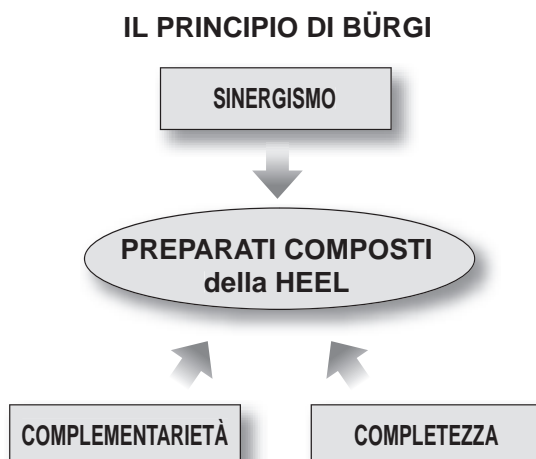 IL PRINCIPIO DI BÜRGI
SINERGISMO
PREPARATI COMPOSTI
della HEEL
COMPLEMENTARIETÀ
COMPLETEZZA